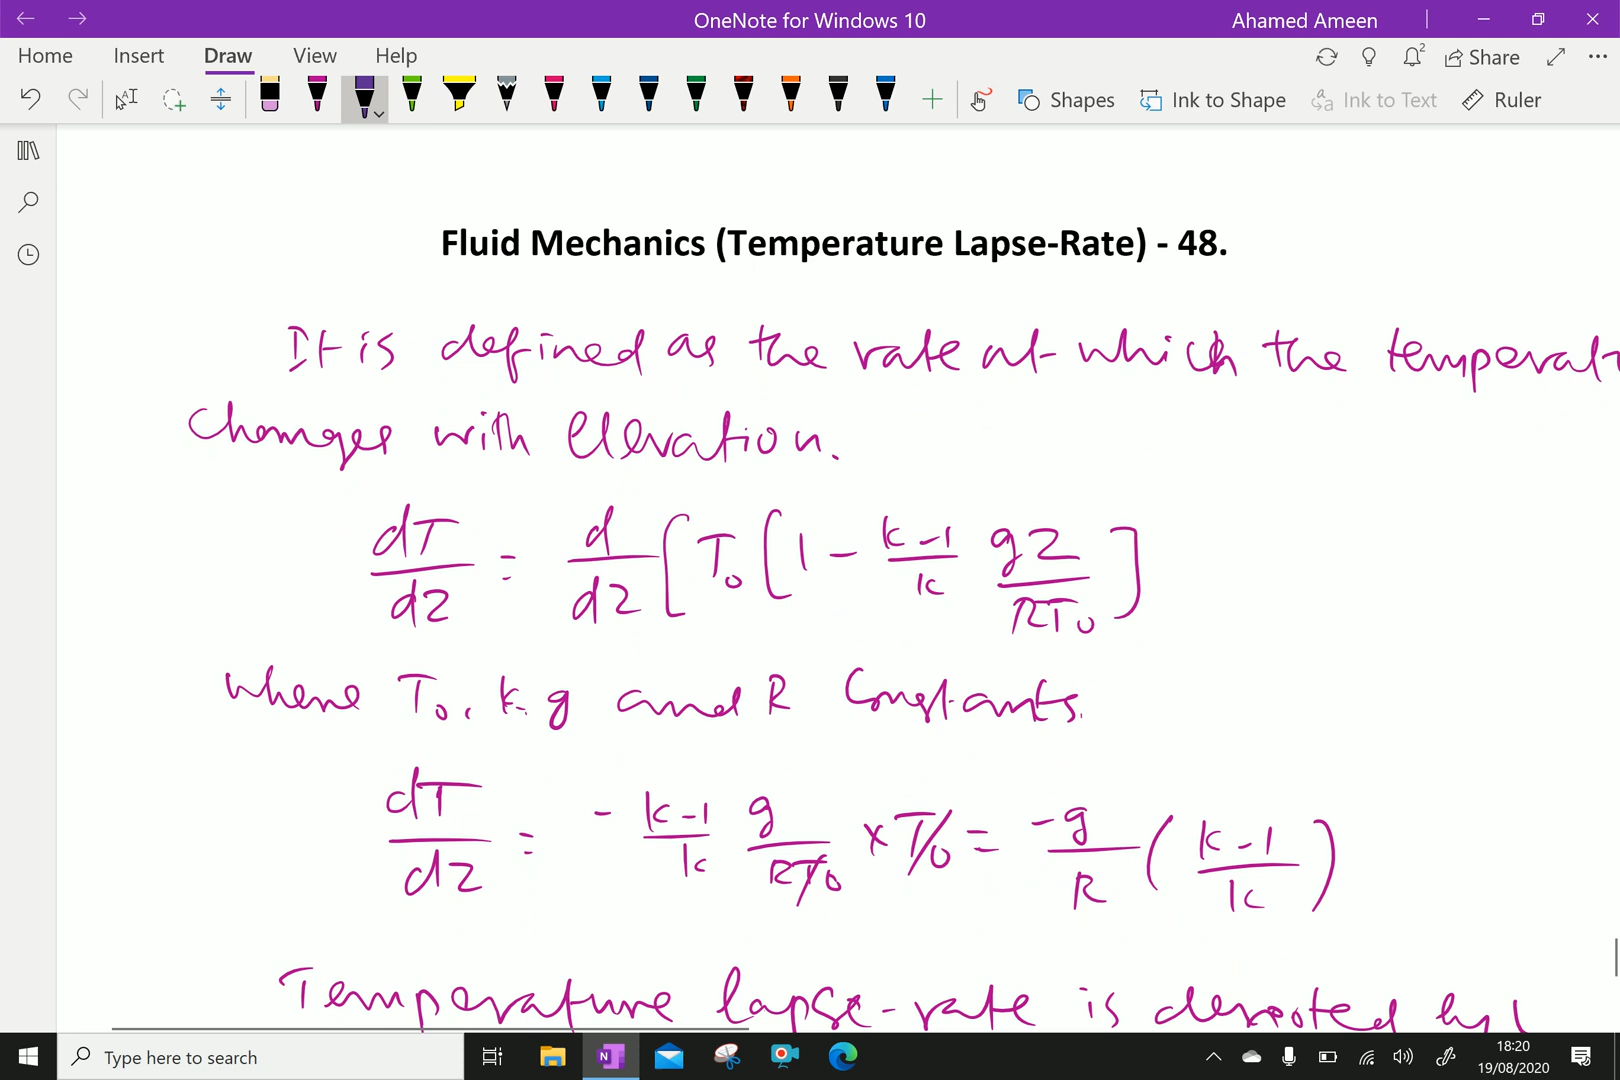 OneNote for Windows 10
Ahamed Ameen
Home Insert Draw View Help
2 Share
Shapes Ink to Shape Ink to Text Ruler
Fluid Mechanics (Temperature Lapse-Rate) - 48.
It is defined as the rate at which the temperat
changes with elevation.
dT/dz = d/dz [T₀ [1 - k-1/k gz/RT₀]
where T₀, k, g and R Constants.
dT/dz = - k-1/k g/RT₀ × T₀ = -g/R (k-1/k)
Temperature lapse-rate is denoted by L
Type here to search
18:20
19/08/2020